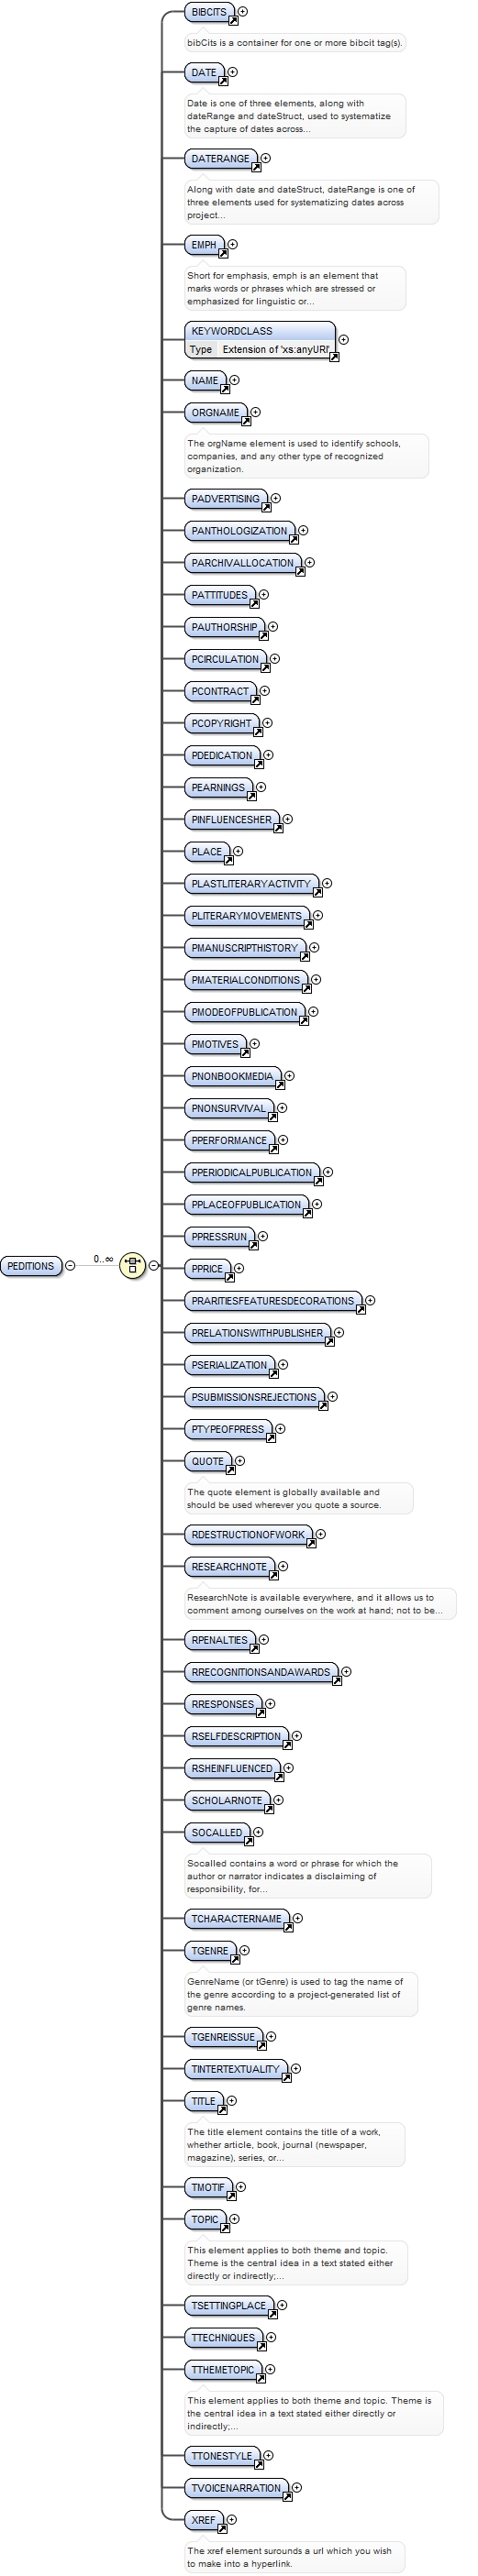 BIBCITS
bibCits is a container for one or more bibcit tag(s).
DATE
Date is one of three elements, along with
dateRange and dateStruct, used to systematize
the capture of dates across...
DATERANGE
Along with date and dateStruct, dateRange is one of
three elements used for systematizing dates across
project...
EMPH
Short for emphasis, emph is an element that
marks words or phrases which are stressed or
emphasized for linguistic or...
KEYWORDCLASS
Type Extension of 'xs:anyURI'
NAME
ORGNAME
The orgName element is used to identify schools,
companies, and any other type of recognized
organization.
PADVERTISING
PANTHOLOGIZATION
PARCHIVALLOCATION
PATTITUDES
PAUTHORSHIP
PCIRCULATION
PCONTRACT
PCOPYRIGHT
PDEDICATION
PEARNINGS
PINFLUENCESHER
PLACE
PLASTLITERARYACTIVITY
PLITERARYMOVEMENTS
PMANUSCRIPTHISTORY
PMATERIALCONDITIONS
PMODEOFPUBLICATION
PMOTIVES
PNONBOOKMEDIA
PNONSURVIVAL
PPERFORMANCE
PPERIODICALPUBLICATION
PPLACEOFPUBLICATION
PPRESSRUN
PEDITIONS 0..∞
PPRICE
PRARITIESFEATURESDECORATIONS
PRELATIONSWITHPUBLISHER
PSERIALIZATION
PSUBMISSIONSREJECTIONS
PTYPEOFPRESS
QUOTE
The quote element is globally available and
should be used wherever you quote a source.
RDESTRUCTIONOFWORK
RESEARCHNOTE
ResearchNote is available everywhere, and it allows us to
comment among ourselves on the work at hand; not to be...
RPENALTIES
RRECOGNITIONSANDAWARDS
RRESPONSES
RSELFDESCRIPTION
RSHEINFLUENCED
SCHOLARNOTE
SOCALLED
Socalled contains a word or phrase for which the
author or narrator indicates a disclaiming of
responsibility, for...
TCHARACTERNAME
TGENRE
GenreName (or tGenre) is used to tag the name of
the genre according to a project-generated list of
genre names.
TGENREISSUE
TINTERTEXTUALITY
TITLE
The title element contains the title of a work,
whether article, book, journal (newspaper,
magazine), series, or...
TMOTIF
TOPIC
This element applies to both theme and topic.
Theme is the central idea in a text stated either
directly or indirectly;...
TSETTINGPLACE
TTECHNIQUES
TTHEMETOPIC
This element applies to both theme and topic. Theme is
the central idea in a text stated either directly or
indirectly;...
TTONESTYLE
TVOICENARRATION
XREF
The xref element surounds a url which you wish
to make into a hyperlink.